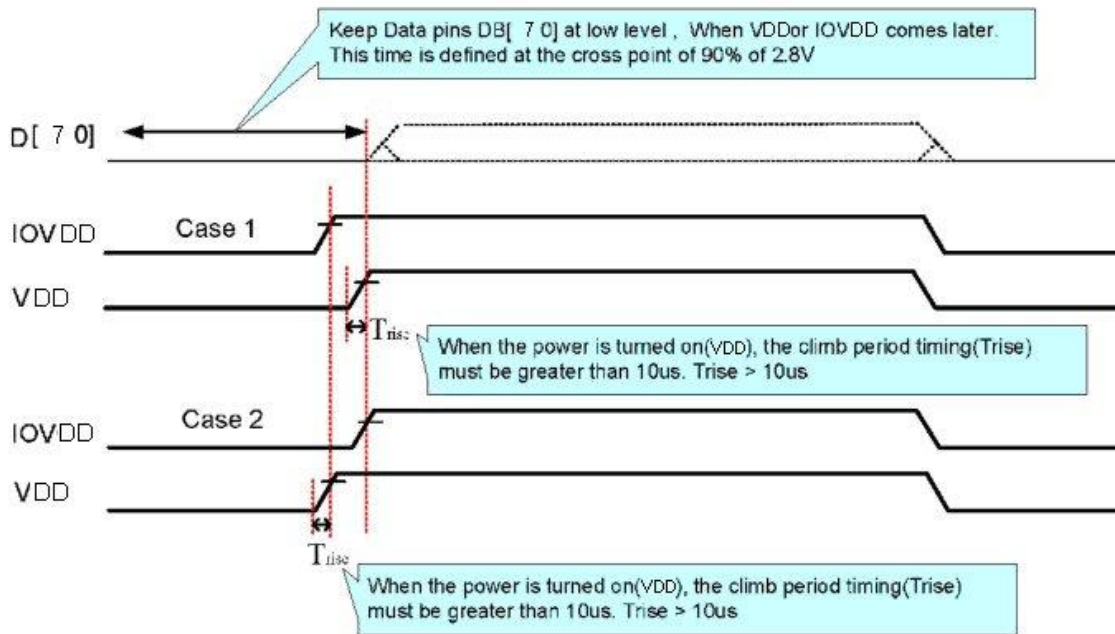 Keep Data pins DB[ 7 0] at low level , When VDDor IOVDD comes later.
This time is defined at the cross point of 90% of 2.8V
D[ 7 0]
IOVDD
Case 1
VDD
Trise
When the power is turned on(VDD), the climb period timing(Trise)
must be greater than 10us. Trise > 10us
Case 2
IOVDD
VDD
Trise
When the power is turned on(VDD), the climb period timing(Trise)
must be greater than 10us. Trise > 10us